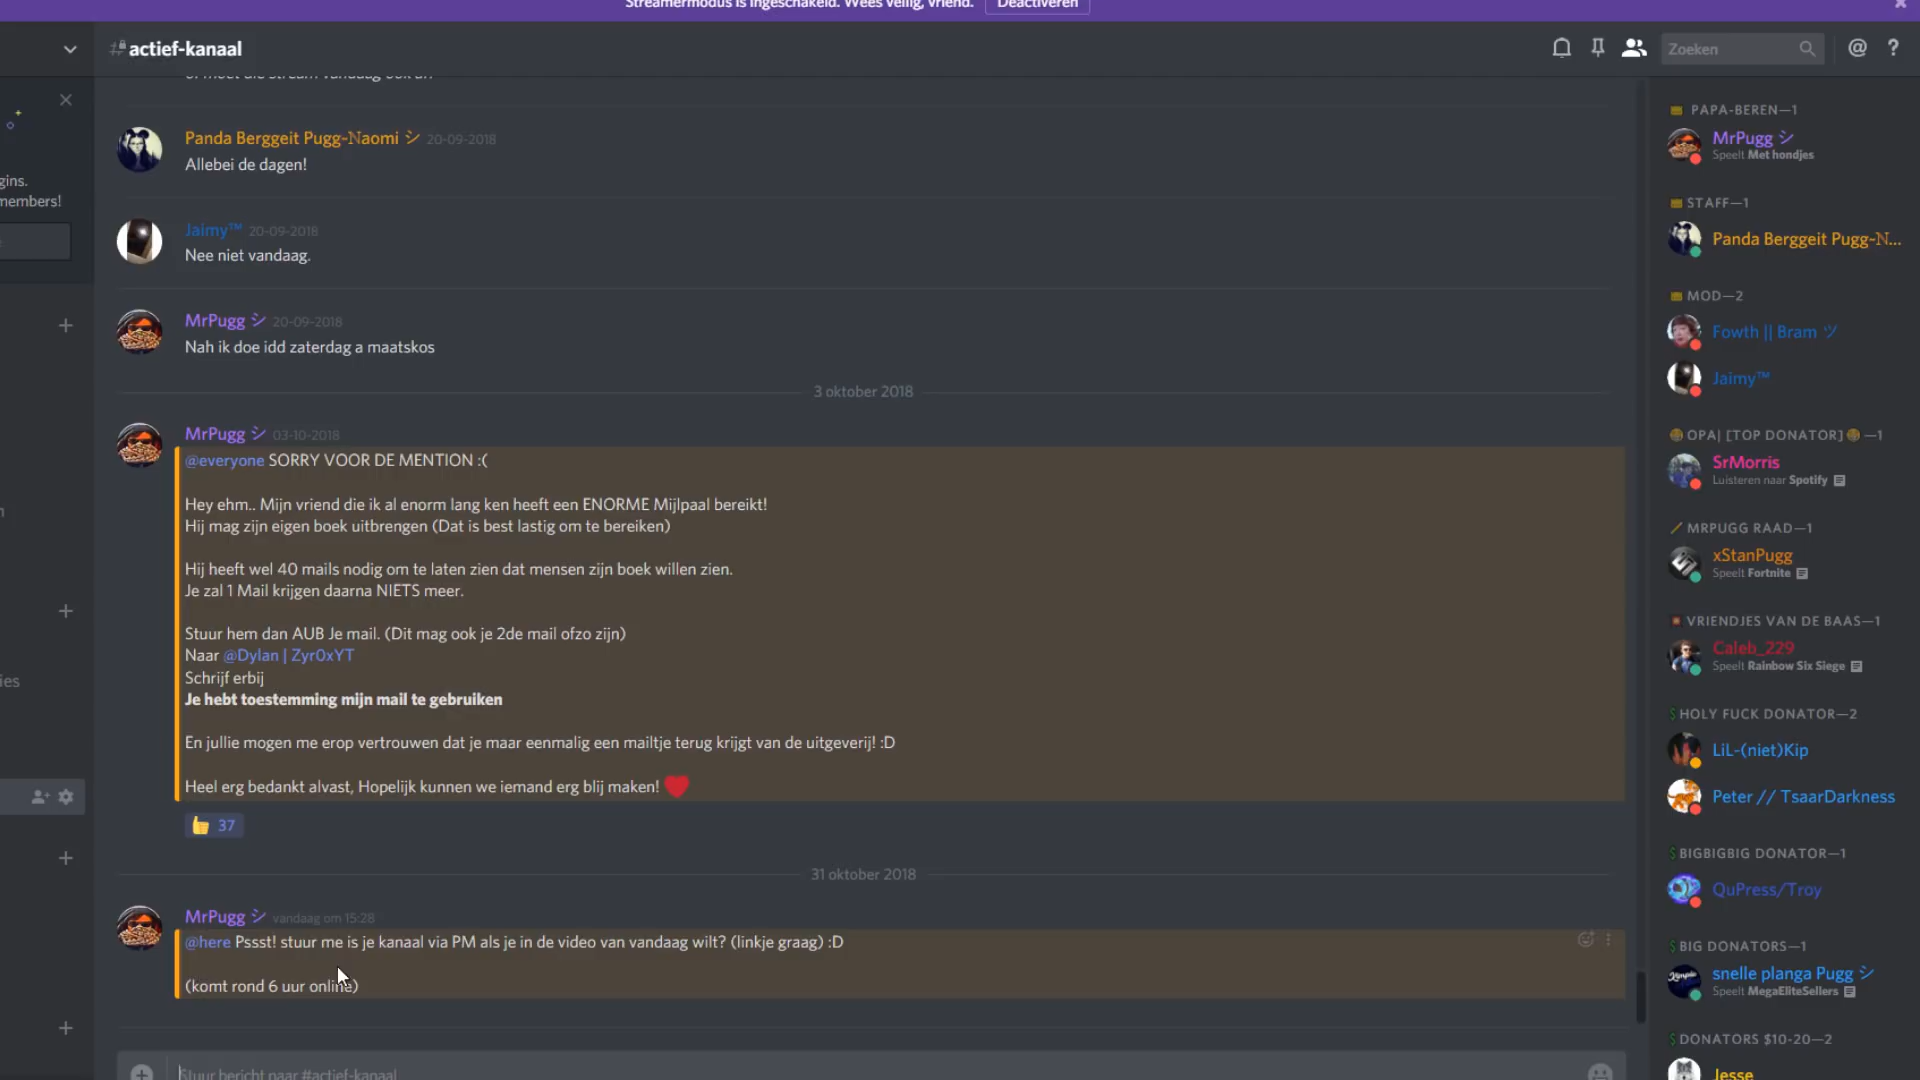 Streamermodus is ingeschakeld. Wees veilig, vriend.
Deactiveren
actief-kanaal
Zoeken
gins.
members!
ies
Panda Berggeit Pugg~Naomi シ 20-09-2018
Allebei de dagen!
Jaimy™ 20-09-2018
Nee niet vandaag.
MrPugg シ 20-09-2018
Nah ik doe idd zaterdag a maatskos
3 oktober 2018
MrPugg シ 03-10-2018
@everyone SORRY VOOR DE MENTION :(
Hey ehm.. Mijn vriend die ik al enorm lang ken heeft een ENORME Mijlpaal bereikt!
Hij mag zijn eigen boek uitbrengen (Dat is best lastig om te bereiken)
Hij heeft wel 40 mails nodig om te laten zien dat mensen zijn boek willen zien.
Je zal 1 Mail krijgen daarna NIETS meer.
Stuur hem dan AUB Je mail. (Dit mag ook je 2de mail ofzo zijn)
Naar @Dylan | Zyr0xYT
Schrijf erbij
Je hebt toestemming mijn mail te gebruiken
En jullie mogen me erop vertrouwen dat je maar eenmalig een mailtje terug krijgt van de uitgeverij! :D
Heel erg bedankt alvast, Hopelijk kunnen we iemand erg blij maken!
37
31 oktober 2018
MrPugg シ vandaag om 15:28
@here Pssst! stuur me is je kanaal via PM als je in de video van vandaag wilt? (linkje graag) :D
(komt rond 6 uur online)
Stuur bericht naar #actief-kanaal
PAPA-BEREN—1
MrPugg シ
Speelt Met hondjes
STAFF—1
Panda Berggeit Pugg~N...
MOD—2
Fowth || Bram ツ
Jaimy™
OPA| [TOP DONATOR] —1
SrMorris
Luisteren naar Spotify
MRPUGG RAAD—1
xStanPugg
Speelt Fortnite
VRIENDJES VAN DE BAAS—1
Caleb_229
Speelt Rainbow Six Siege
$HOLY FUCK DONATOR—2
LiL-(niet)Kip
Peter // TsaarDarkness
$BIGBIGBIG DONATOR—1
QuPress/Troy
$BIG DONATORS—1
snelle planga Pugg シ
Speelt MegaEliteSellers
$DONATORS $10-20—2
Jesse